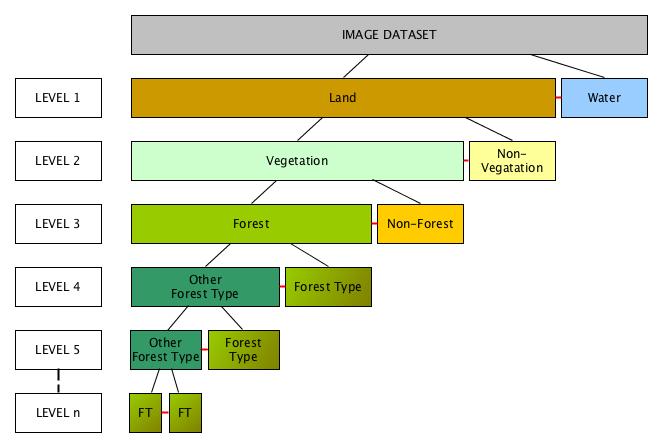 IMAGE DATASET
LEVEL 1
Land
Water
LEVEL 2
Vegetation
Non-
Vegatation
LEVEL 3
Forest
Non-Forest
LEVEL 4
Other
Forest Type
Forest Type
LEVEL 5
Other
Forest Type
Forest
Type
LEVEL n
FT
FT